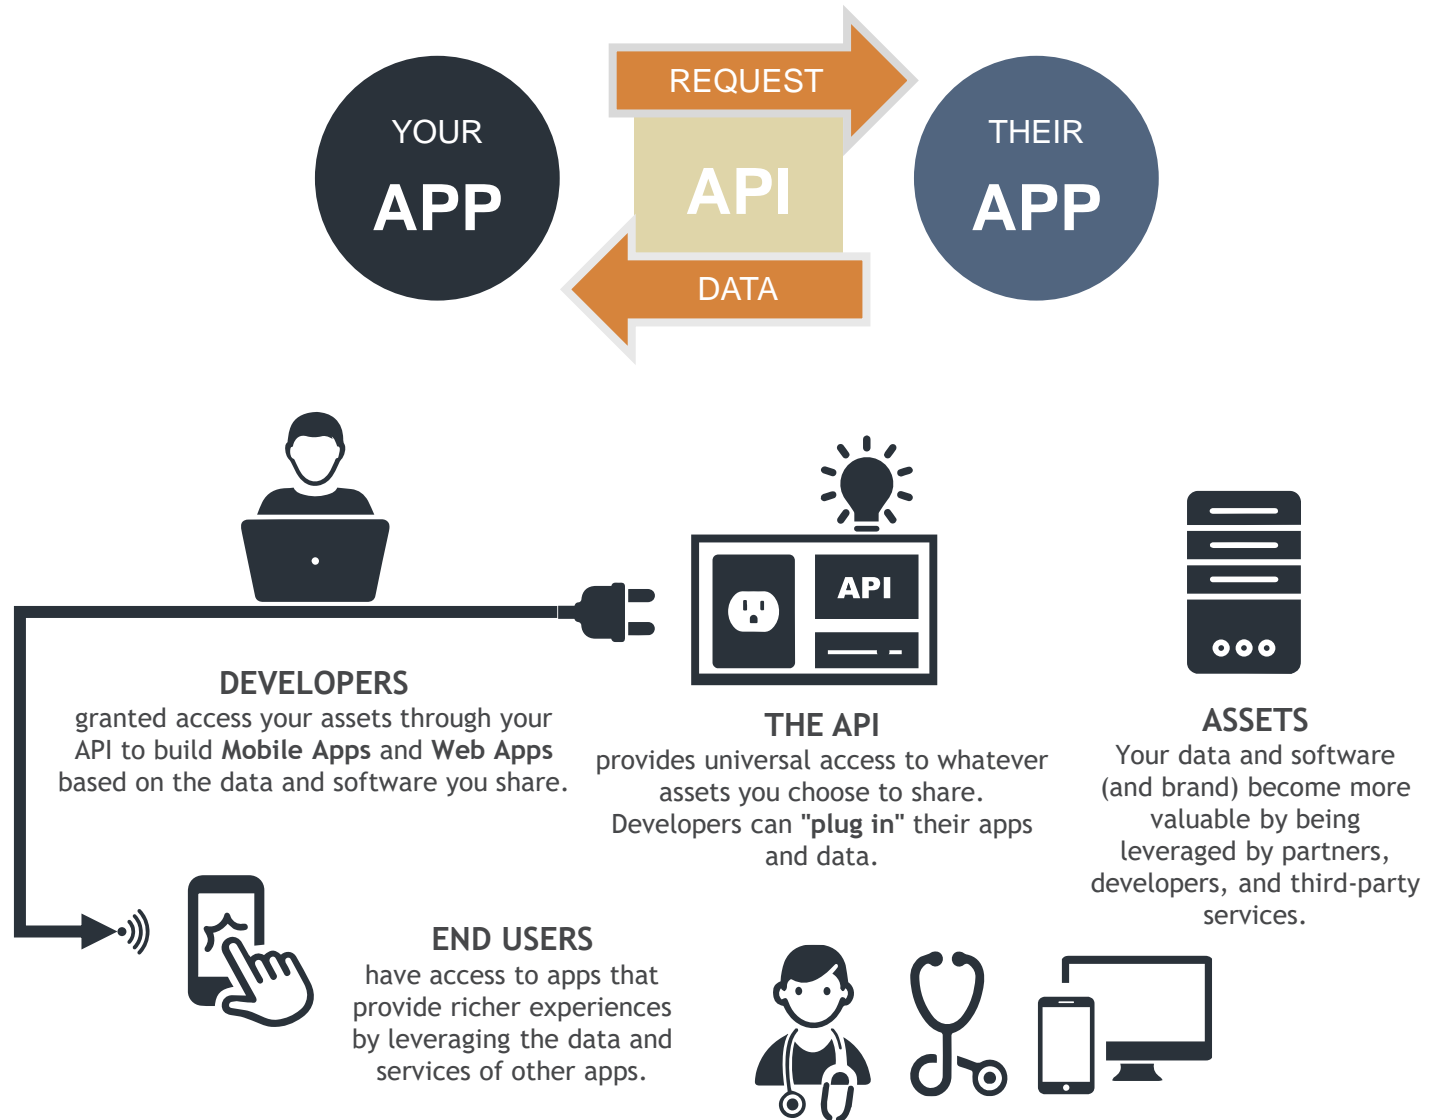 YOUR
APP
REQUEST
API
DATA
THEIR
APP
API
DEVELOPERS
granted access your assets through your
API to build Mobile Apps and Web Apps
based on the data and software you share.
THE API
provides universal access to whatever
assets you choose to share.
Developers can "plug in" their apps
and data.
ASSETS
Your data and software
(and brand) become more
valuable by being
leveraged by partners,
developers, and third-party
services.
END USERS
have access to apps that
provide richer experiences
by leveraging the data and
services of other apps.